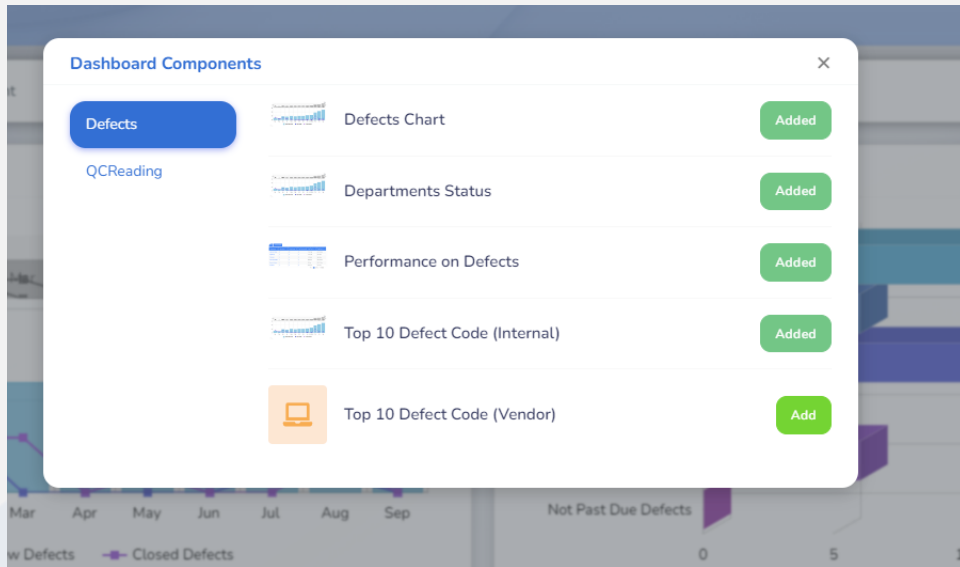 Dashboard Components
Defects
QCReading
Defects Chart
Added
Departments Status
Added
Performance on Defects
Added
Top 10 Defect Code (Internal)
Added
Top 10 Defect Code (Vendor)
Add
Mar Apr May Jun Jul Aug Sep
Closed Defects
Not Past Due Defects
0 5